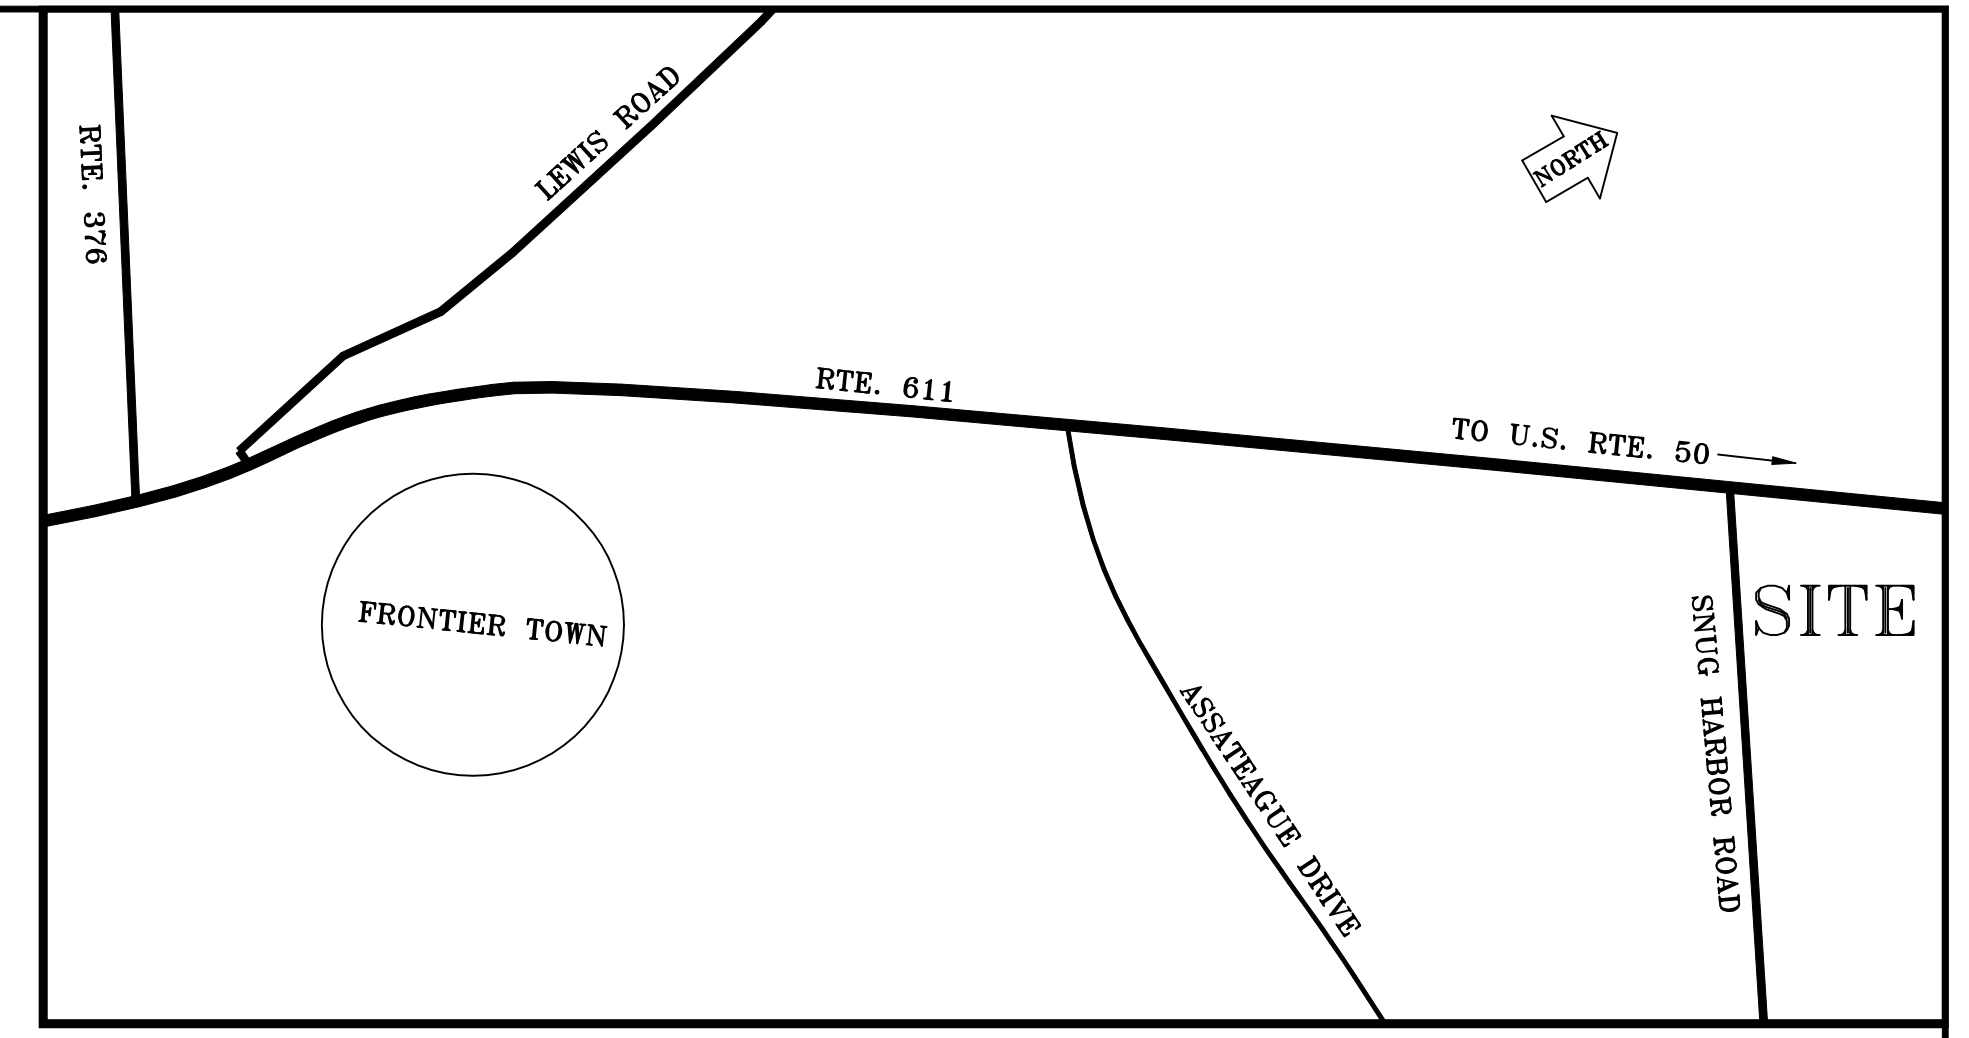 LEWIS ROAD
RTE. 376
NORTH
RTE. 611
TO U.S. RTE. 50
FRONTIER TOWN
SITE
SNUG HARBOR ROAD
ASSATEAGUE DRIVE